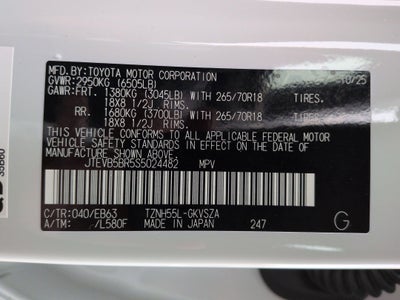 MFD. BY: TOYOTA MOTOR CORPORATION 10/25
GVWR: 2950KG (6505LB)
GAWR: FRT. 1380KG (3045LB) WITH 265/70R18 TIRES,
18X8 1/2J RIMS.
RR. 1680KG (3700LB) WITH 265/70R18 TIRES,
18X8 1/2J RIMS.
THIS VEHICLE CONFORMS TO ALL APPLICABLE FEDERAL MOTOR
VEHICLE SAFETY STANDARDS IN EFFECT ON THE DATE OF
MANUFACTURE SHOWN ABOVE.
JTEVB5BR5S5024482 MPV
C/TR: 040/EB63 TZNH55L-GKVSZA
A/TM: /L580F MADE IN JAPAN 247
G
35B60